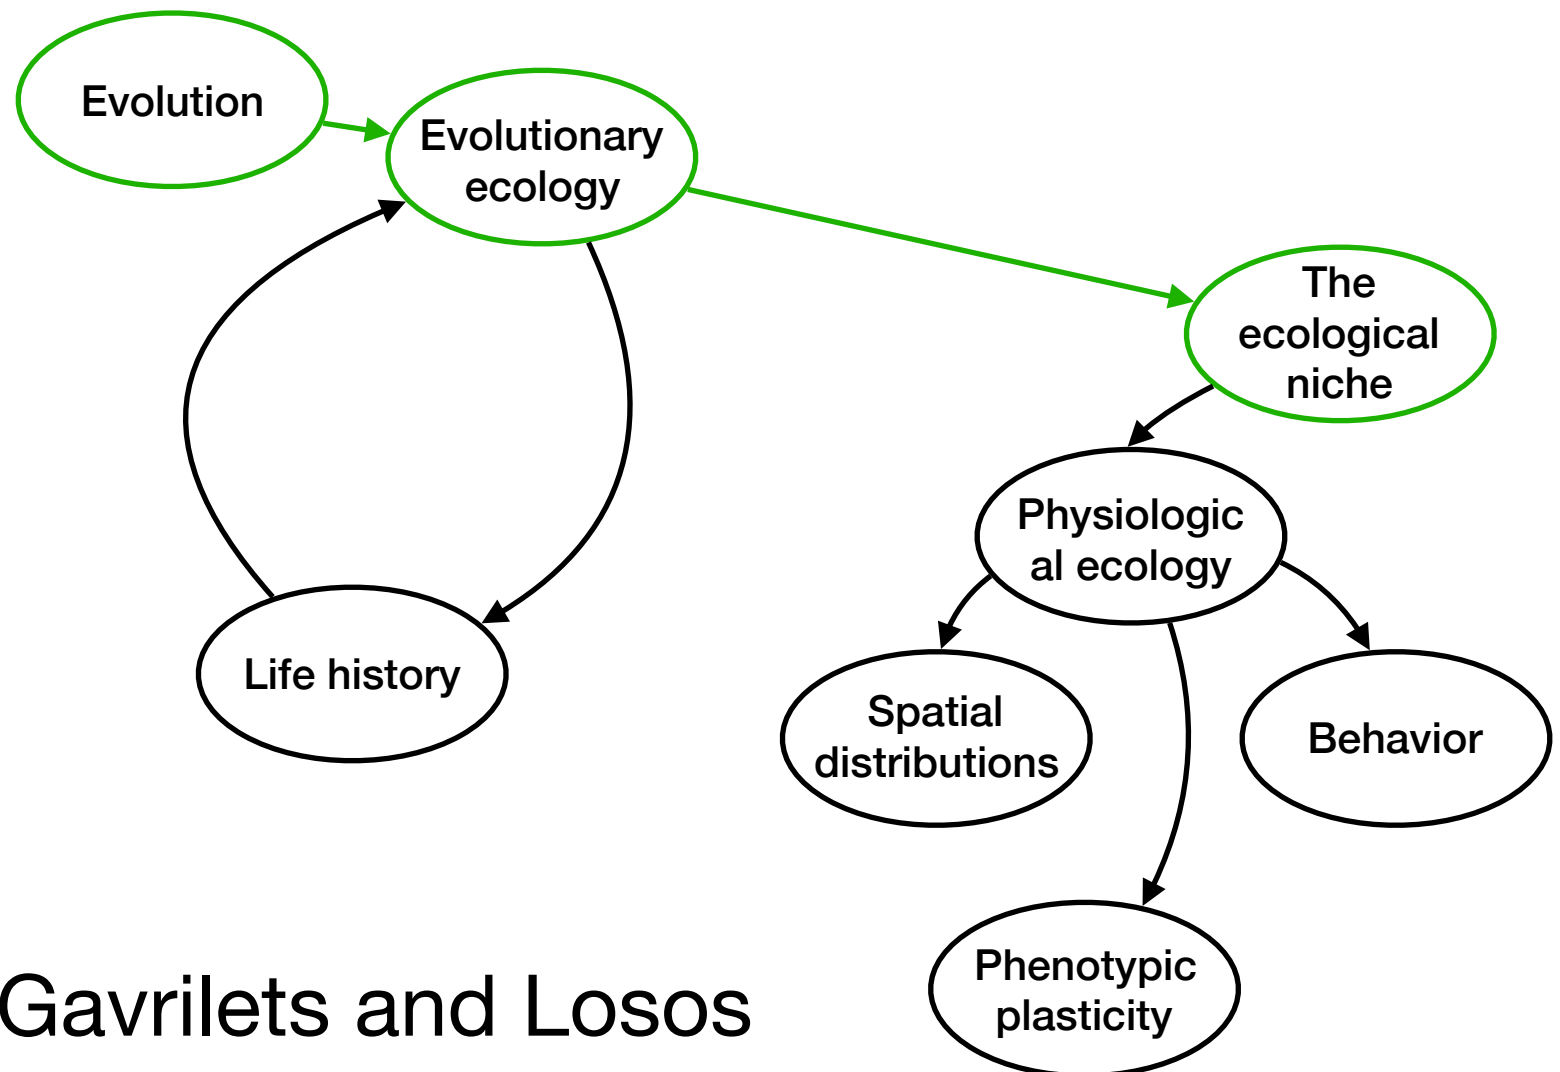 Evolution
Evolutionary
ecology
The
ecological
niche
Physiologic
al ecology
Life history
Spatial
distributions
Behavior
Phenotypic
plasticity
Gavrilets and Losos